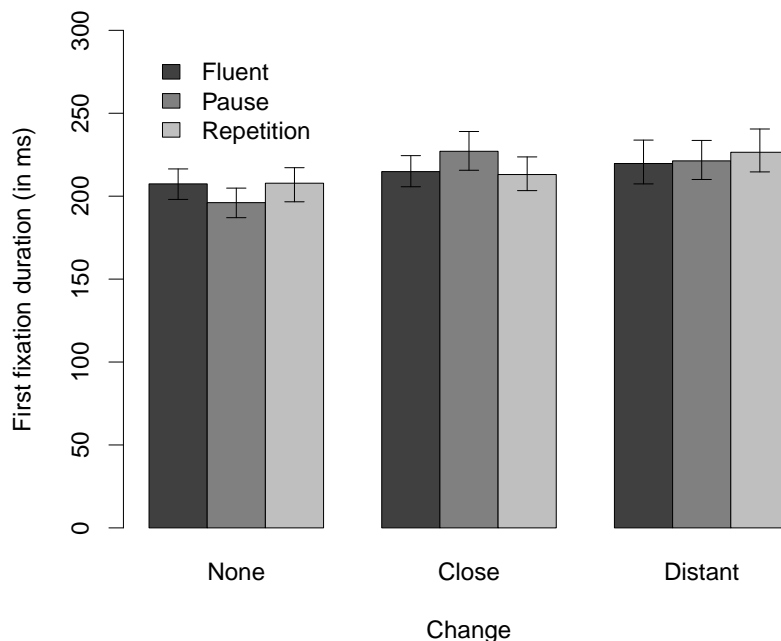 First fixation duration (in ms)
300
250
200
150
100
50
0
Fluent
Pause
Repetition
None Close Distant
Change